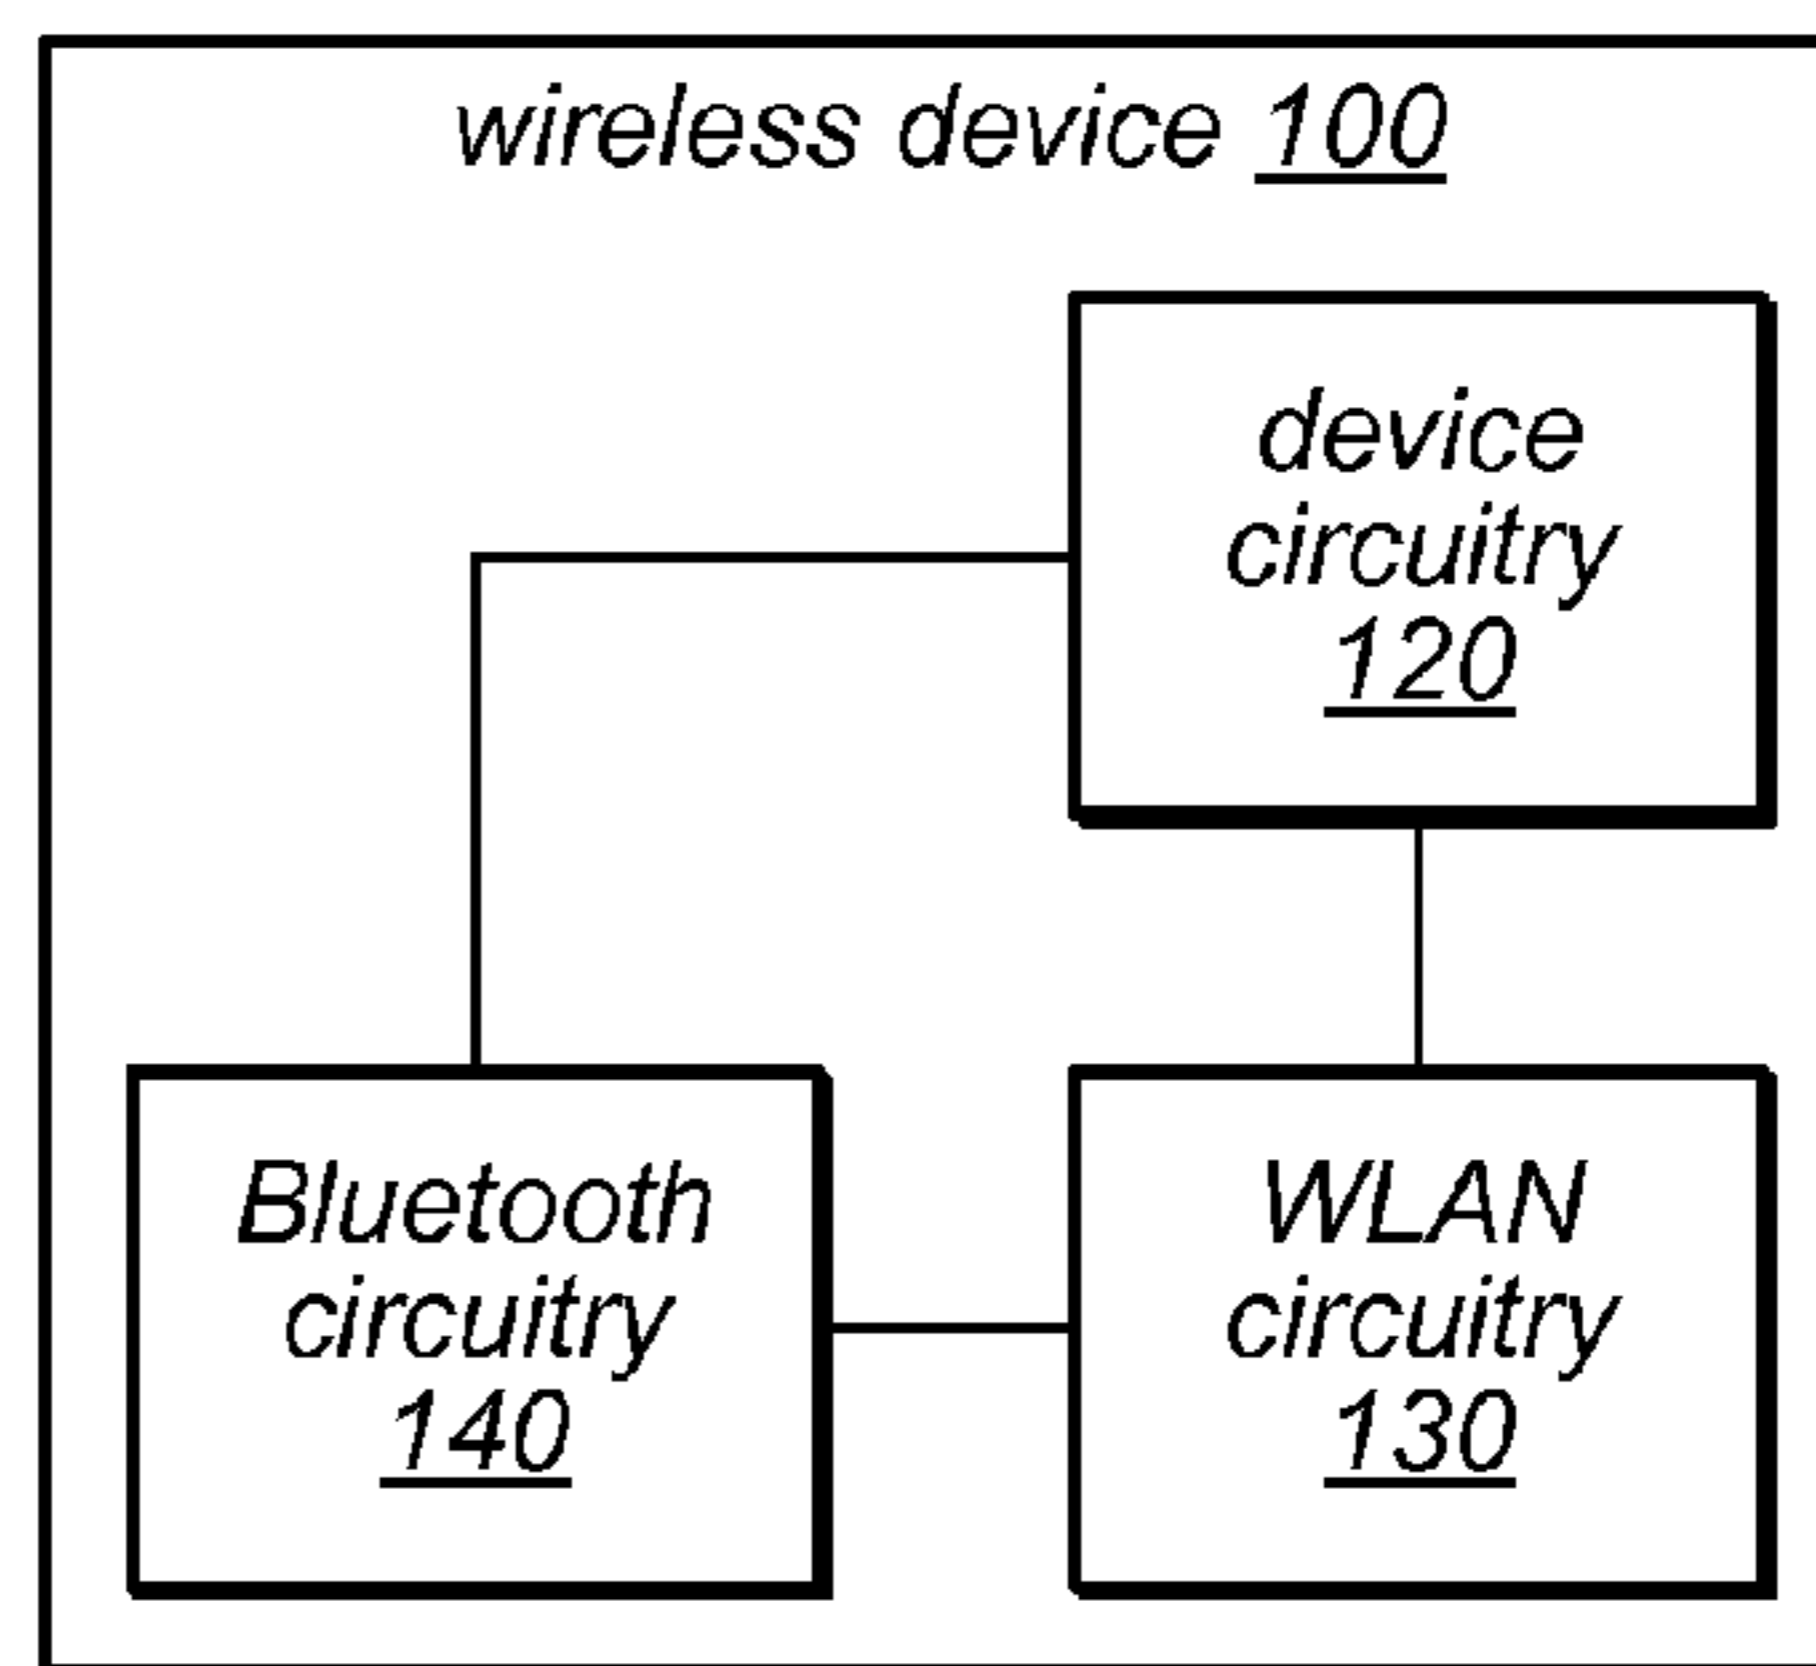 wireless device 100
device
circuitry
120
Bluetooth
circuitry
140
WLAN
circuitry
130